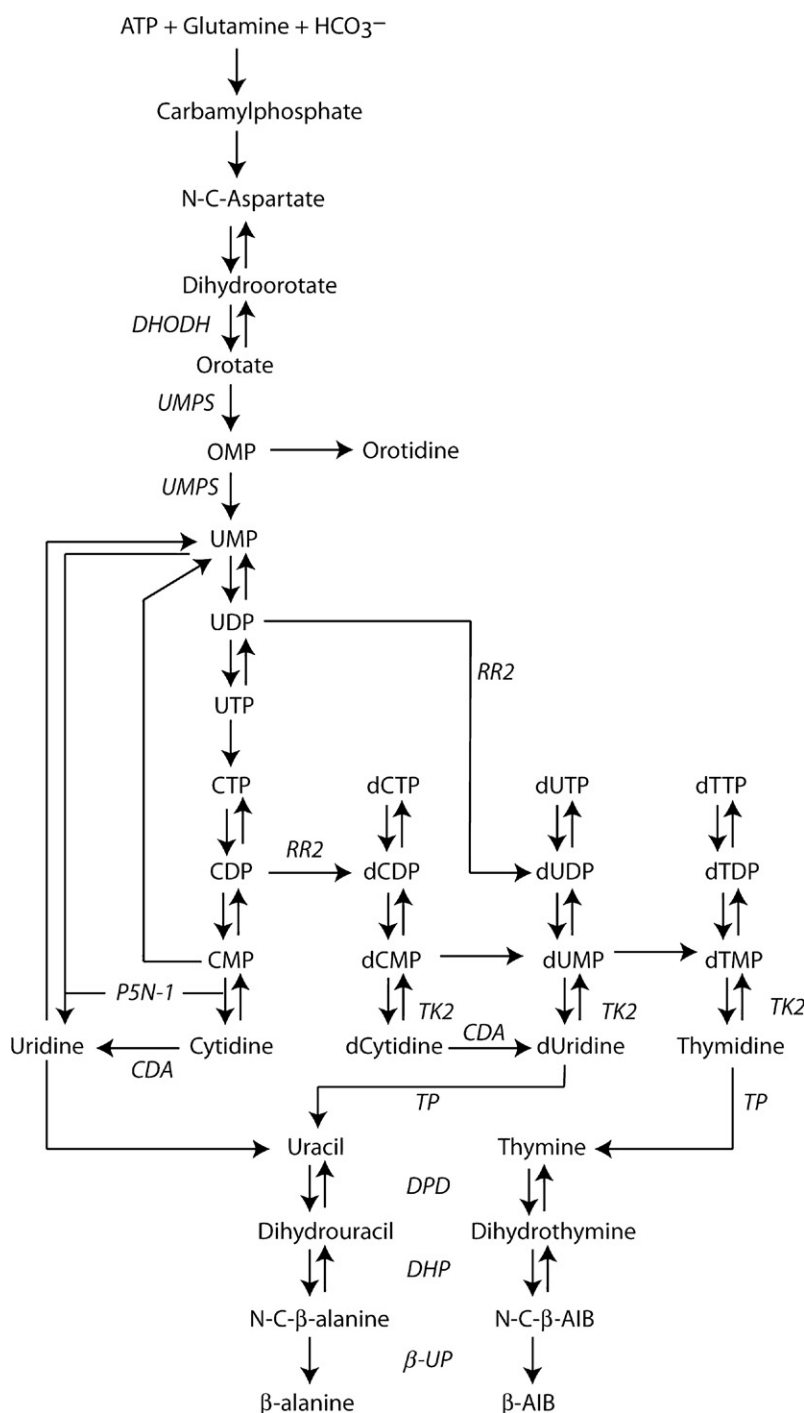 ATP + Glutamine + HCO3–
Carbamylphosphate
N-C-Aspartate
Dihydroorotate
DHODH
Orotate
UMPS
OMP Orotidine
UMPS
UMP
UDP
RR2
UTP
CTP dCTP dUTP dTTP
RR2
CDP dCDP dUDP dTDP
CMP dCMP dUMP dTMP
P5N-1 TK2 TK2 TK2
CDA
Uridine Cytidine dCytidine dUridine Thymidine
CDA
TP TP
Uracil Thymine
DPD
Dihydrouracil Dihydrothymine
DHP
N-C-β-alanine N-C-β-AIB
β-UP
β-alanine β-AIB